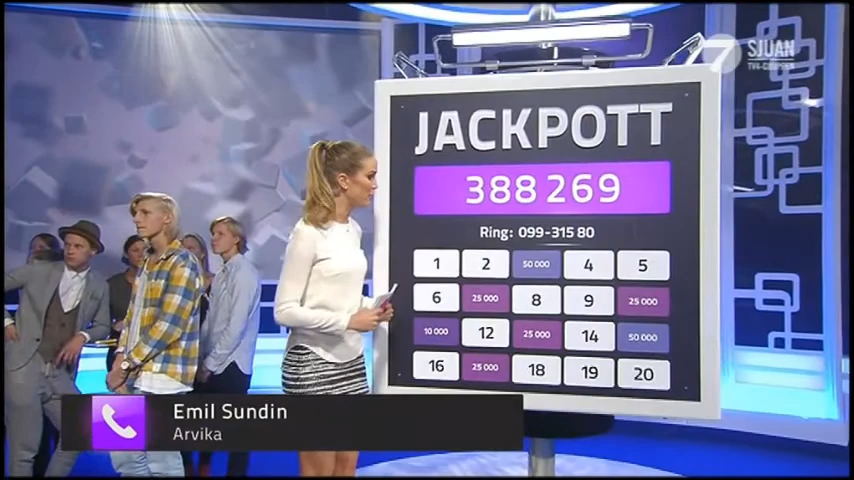 7 SJUAN
TV4-GRUPPEN
JACKPOTT
388 269
Ring: 099-315 80
1 2 50 000 4 5
6 25 000 8 9 25 000
10 000 12 25 000 14 50 000
16 25 000 18 19 20
Emil Sundin
Arvika